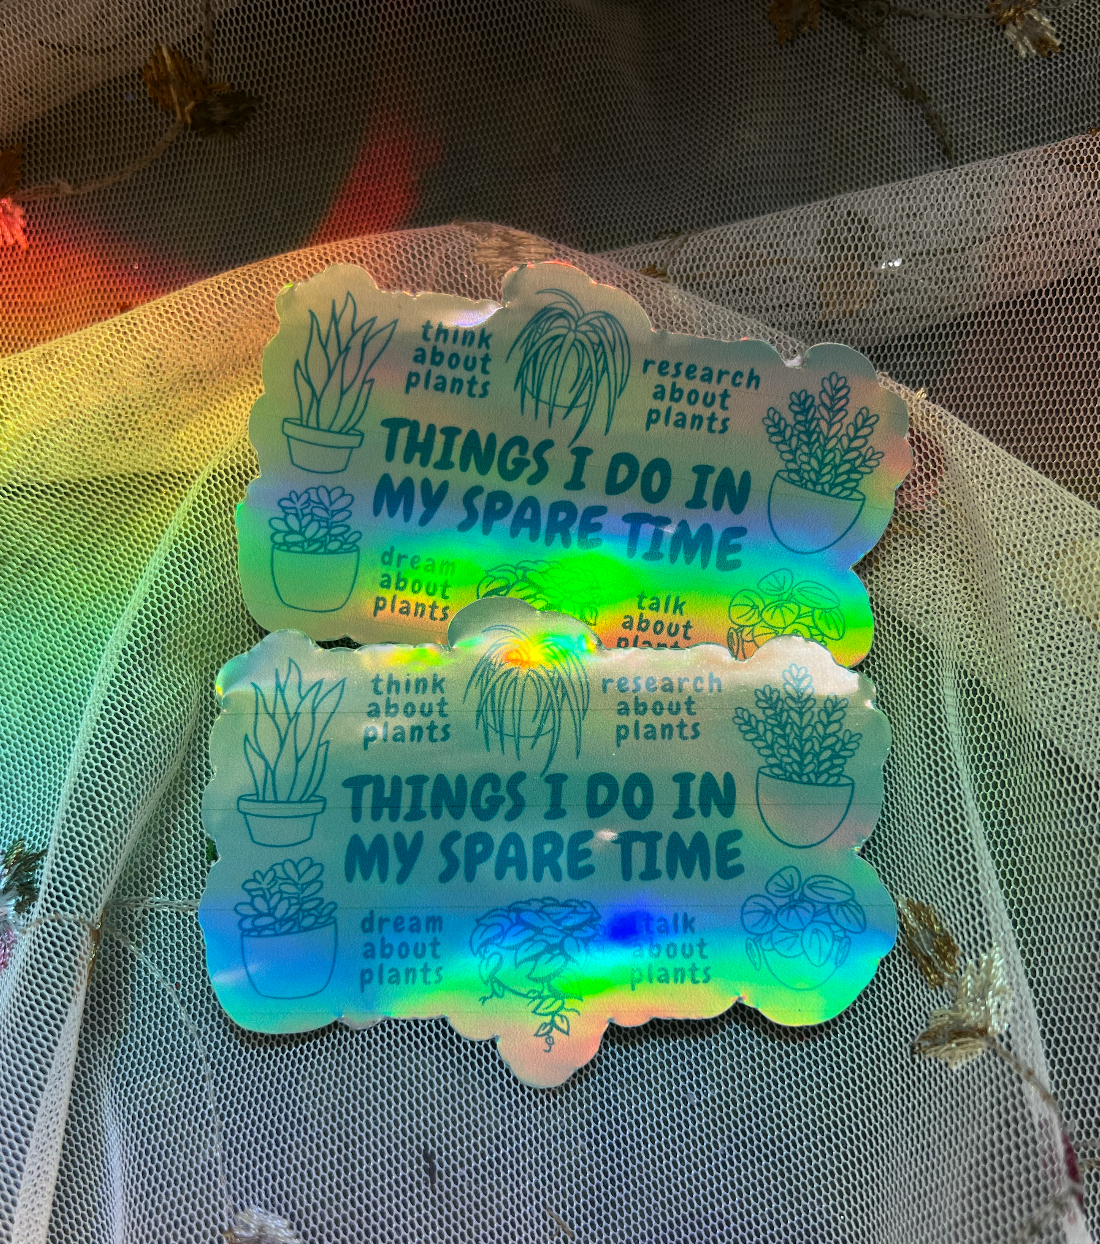 think
about
plants
research
about
plants
THINGS I DO IN
MY SPARE TIME
dream
about
plants
talk
about
plants
think
about
plants
research
about
plants
THINGS I DO IN
MY SPARE TIME
dream
about
plants
talk
about
plants